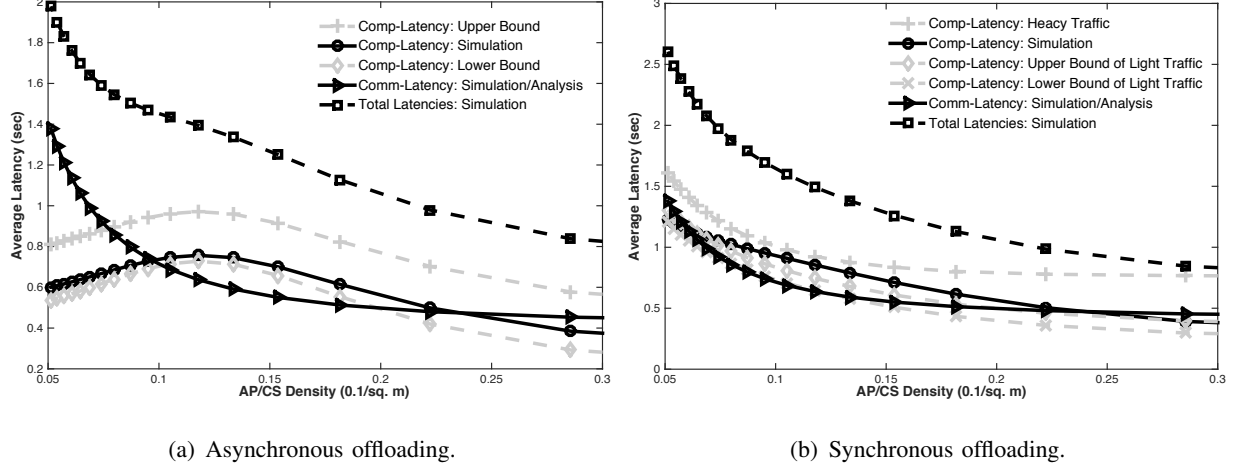 2
1.8
1.6
1.4
1.2
1
0.8
0.6
0.4
0.2
Average Latency (sec)
Comp-Latency: Upper Bound
Comp-Latency: Simulation
Comp-Latency: Lower Bound
Comm-Latency: Simulation/Analysis
Total Latencies: Simulation
0.05 0.1 0.15 0.2 0.25 0.3
AP/CS Density (0.1/sq. m)
(a) Asynchronous offloading.
3
2.5
2
1.5
1
0.5
0
Average Latency (sec)
Comp-Latency: Heacy Traffic
Comp-Latency: Simulation
Comp-Latency: Upper Bound of Light Traffic
Comp-Latency: Lower Bound of Light Traffic
Comm-Latency: Simulation/Analysis
Total Latencies: Simulation
0.05 0.1 0.15 0.2 0.25 0.3
AP/CS Density (0.1/sq. m)
(b) Synchronous offloading.